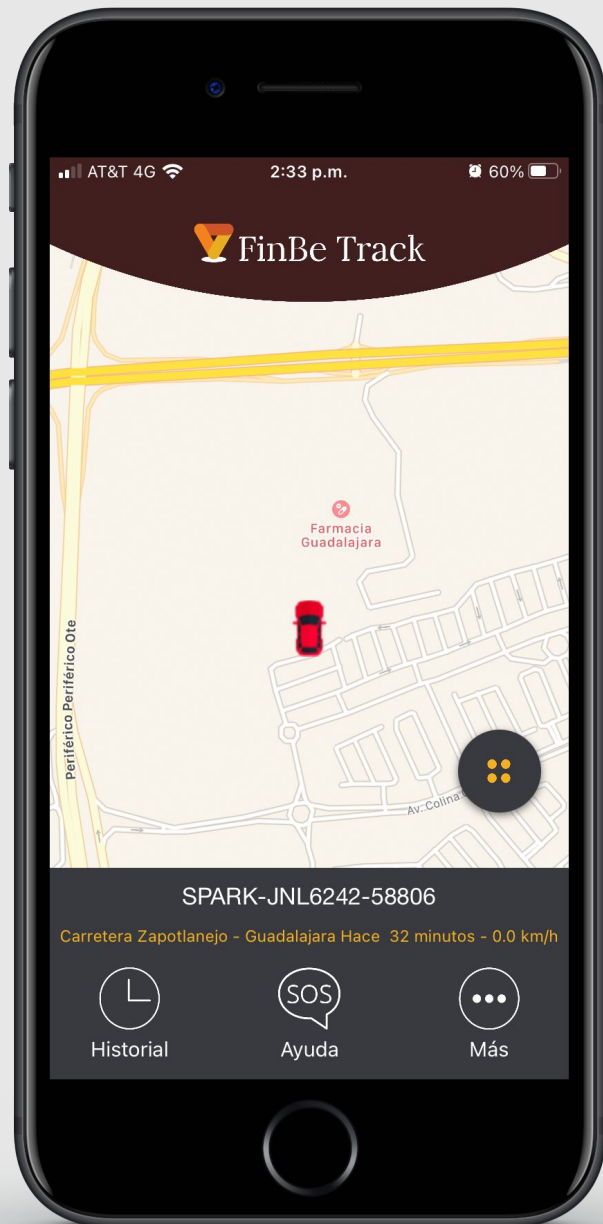 AT&T 4G
2:33 p.m.
60%
FinBe Track
Farmacia
Guadalajara
Periférico Periférico Ote
Av. Colina
SPARK-JNL6242-58806
Carretera Zapotlanejo - Guadalajara Hace 32 minutos - 0.0 km/h
SOS
Historial
Ayuda
Más